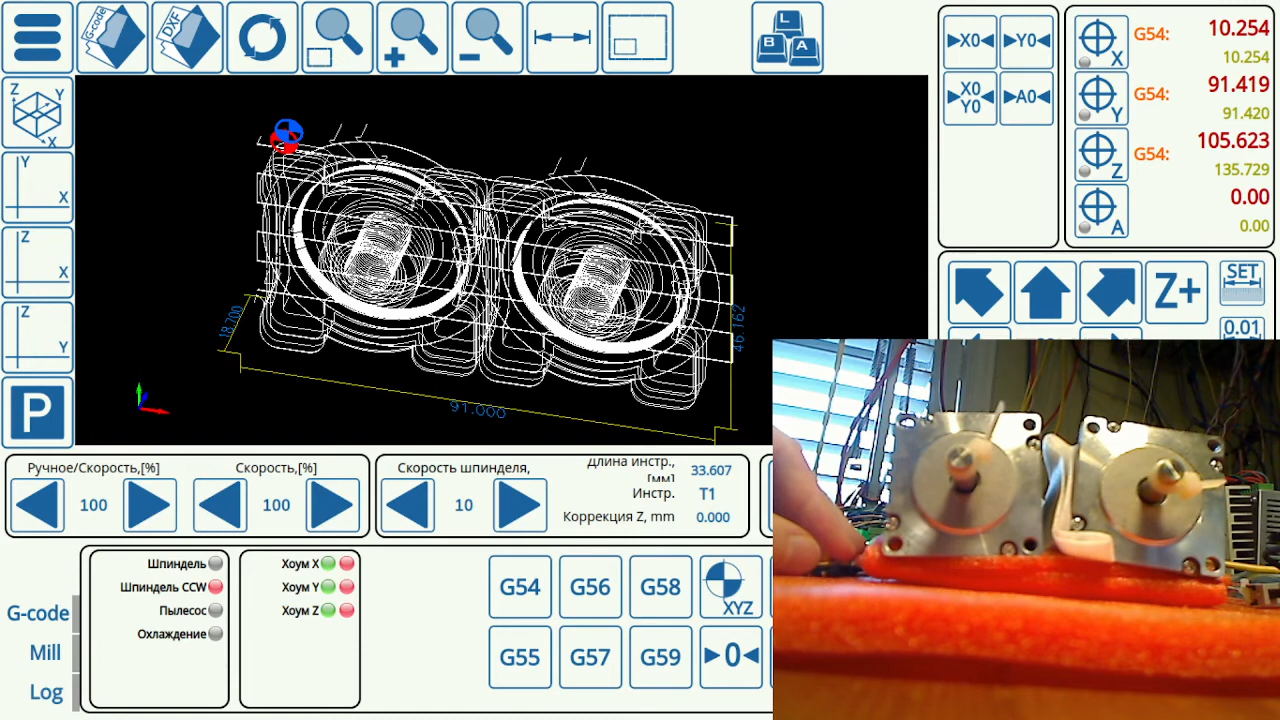 G-code
DXF
L
B A
X0
Y0
X0
Y0
A0
X
G54:
10.254
10.254
Y
G54:
91.419
91.420
Z
G54:
105.623
135.729
A
0.00
0.00
Z Y
X
Y
X
Z
X
Z
Y
P
18.700
91.000
46.162
Z+
SET
0.01
Ручное/Скорость,[%]
100
Скорость,[%]
100
Скорость шпинделя,
10
Длина инстр.,
[мм]
33.607
Инстр.
T1
Коррекция Z, mm
0.000
G-code
Mill
Log
Шпиндель
Шпиндель CCW
Пылесос
Охлаждение
Хоум X
Хоум Y
Хоум Z
G54
G56
G58
XYZ
G55
G57
G59
0